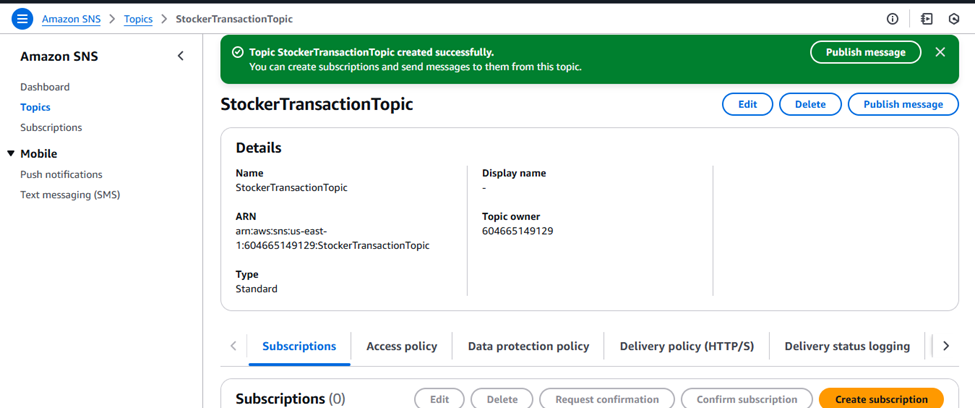 Amazon SNS > Topics > StockerTransactionTopic
Amazon SNS
Dashboard
Topics
Subscriptions
Mobile
Push notifications
Text messaging (SMS)
Topic StockerTransactionTopic created successfully.
You can create subscriptions and send messages to them from this topic.
Publish message
StockerTransactionTopic
Edit Delete Publish message
Details
Name
StockerTransactionTopic
ARN
arn:aws:sns:us-east-
1:604665149129:StockerTransactionTopic
Type
Standard
Display name
-
Topic owner
604665149129
Subscriptions Access policy Data protection policy Delivery policy (HTTP/S) Delivery status logging
Subscriptions (0) Edit Delete Request confirmation Confirm subscription Create subscription